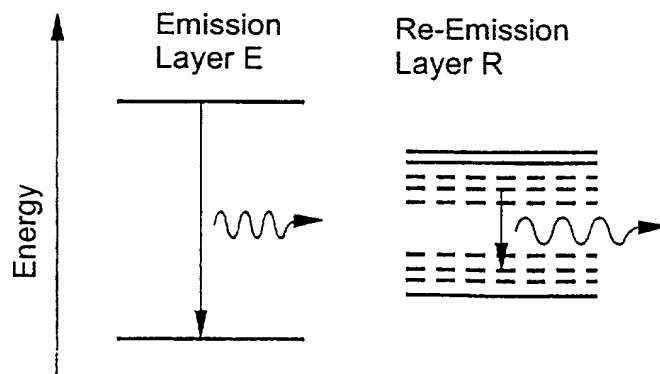 Emission
Layer E
Re-Emission
Layer R
Energy